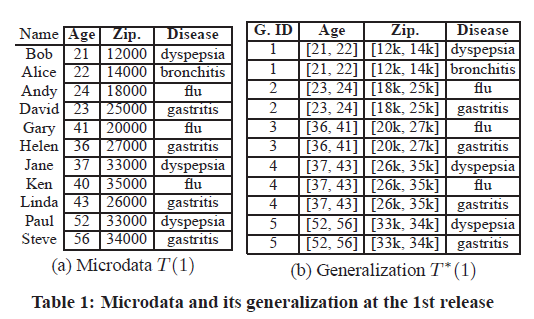 Name Age Zip. Disease
Bob 21 12000 dyspepsia
Alice 22 14000 bronchitis
Andy 24 18000 flu
David 23 25000 gastritis
Gary 41 20000 flu
Helen 36 27000 gastritis
Jane 37 33000 dyspepsia
Ken 40 35000 flu
Linda 43 26000 gastritis
Paul 52 33000 dyspepsia
Steve 56 34000 gastritis
(a) Microdata T(1)
G. ID Age Zip. Disease
1 [21, 22] [12k, 14k] dyspepsia
1 [21, 22] [12k, 14k] bronchitis
2 [23, 24] [18k, 25k] flu
2 [23, 24] [18k, 25k] gastritis
3 [36, 41] [20k, 27k] flu
3 [36, 41] [20k, 27k] gastritis
4 [37, 43] [26k, 35k] dyspepsia
4 [37, 43] [26k, 35k] flu
4 [37, 43] [26k, 35k] gastritis
5 [52, 56] [33k, 34k] dyspepsia
5 [52, 56] [33k, 34k] gastritis
(b) Generalization T*(1)
Table 1: Microdata and its generalization at the 1st release